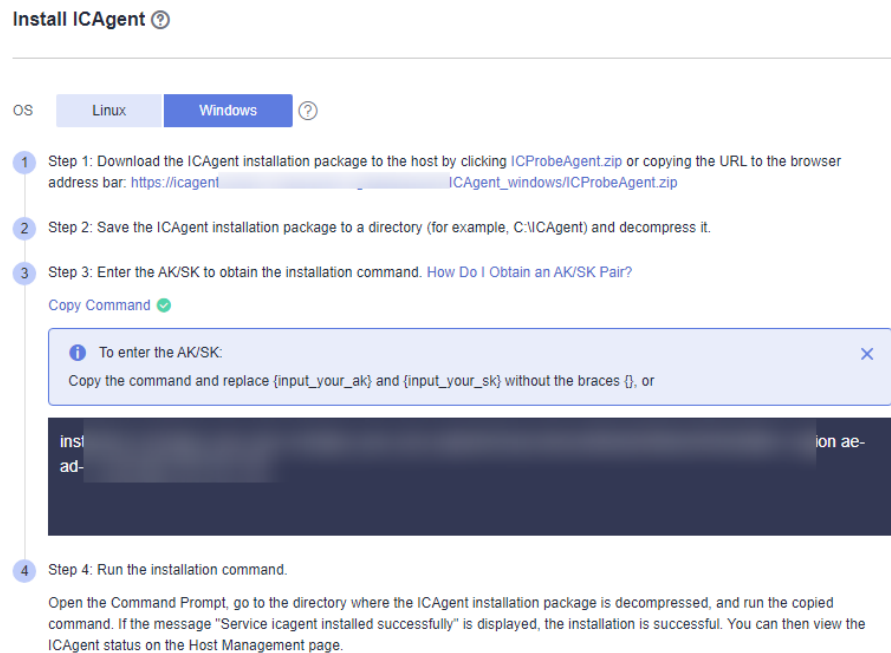 Install ICAgent ?
OS Linux Windows ?
1 Step 1: Download the ICAgent installation package to the host by clicking ICProbeAgent.zip or copying the URL to the browser
address bar: https://icagent ICAgent_windows/ICProbeAgent.zip
2 Step 2: Save the ICAgent installation package to a directory (for example, C:\ICAgent) and decompress it.
3 Step 3: Enter the AK/SK to obtain the installation command. How Do I Obtain an AK/SK Pair?
Copy Command
To enter the AK/SK:
Copy the command and replace {input_your_ak} and {input_your_sk} without the braces {}, or
inst ion ae-
ad-
4 Step 4: Run the installation command.
Open the Command Prompt, go to the directory where the ICAgent installation package is decompressed, and run the copied
command. If the message "Service icagent installed successfully" is displayed, the installation is successful. You can then view the
ICAgent status on the Host Management page.